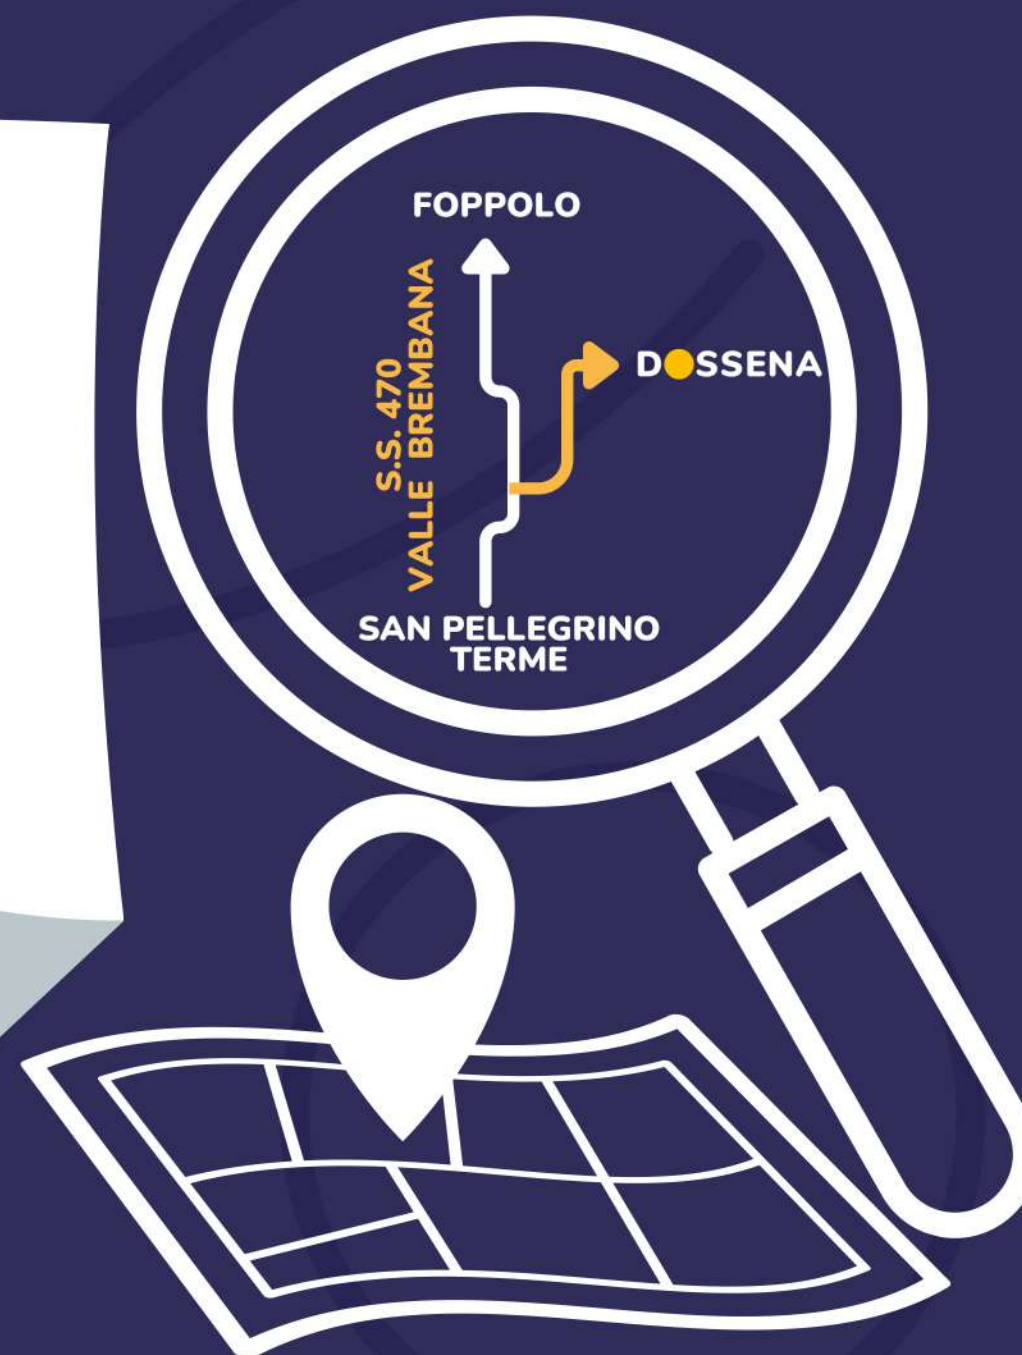 FOPPOLO
S.S. 470
VALLE BREMBANA
DOSSENA
SAN PELLEGRINO
TERME